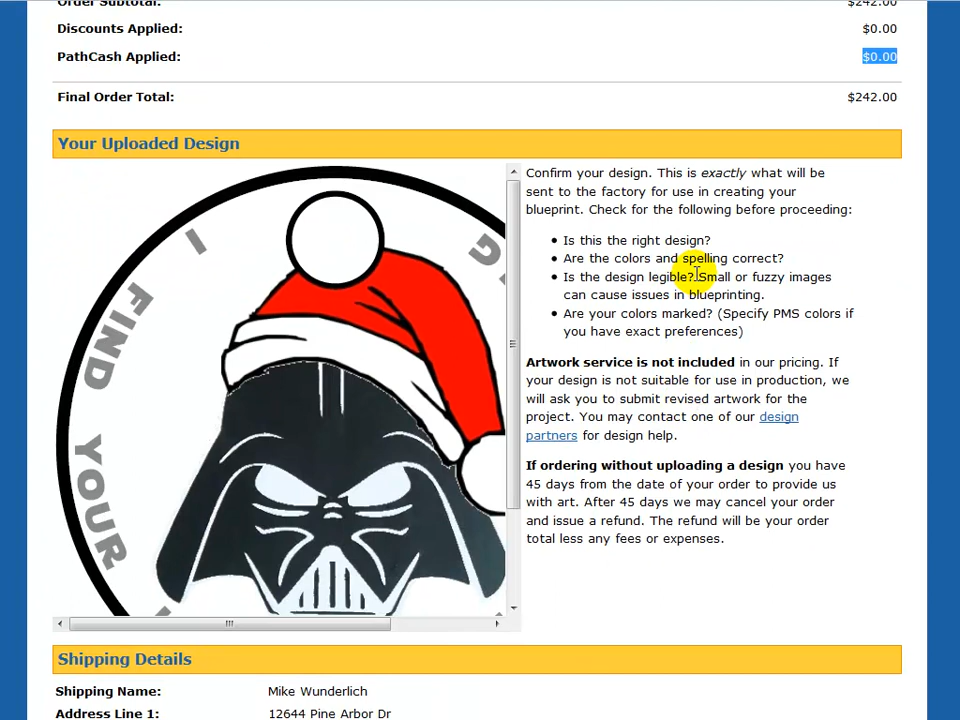 Order Subtotal:
$242.00
Discounts Applied:
$0.00
PathCash Applied:
$0.00
Final Order Total:
$242.00
Your Uploaded Design
I FIND YOUR
Confirm your design. This is exactly what will be
sent to the factory for use in creating your
blueprint. Check for the following before proceeding:
• Is this the right design?
• Are the colors and spelling correct?
• Is the design legible? Small or fuzzy images
can cause issues in blueprinting.
• Are your colors marked? (Specify PMS colors if
you have exact preferences)
Artwork service is not included in our pricing. If
your design is not suitable for use in production, we
will ask you to submit revised artwork for the
project. You may contact one of our design
partners for design help.
If ordering without uploading a design you have
45 days from the date of your order to provide us
with art. After 45 days we may cancel your order
and issue a refund. The refund will be your order
total less any fees or expenses.
Shipping Details
Shipping Name:
Mike Wunderlich
Address Line 1:
12644 Pine Arbor Dr